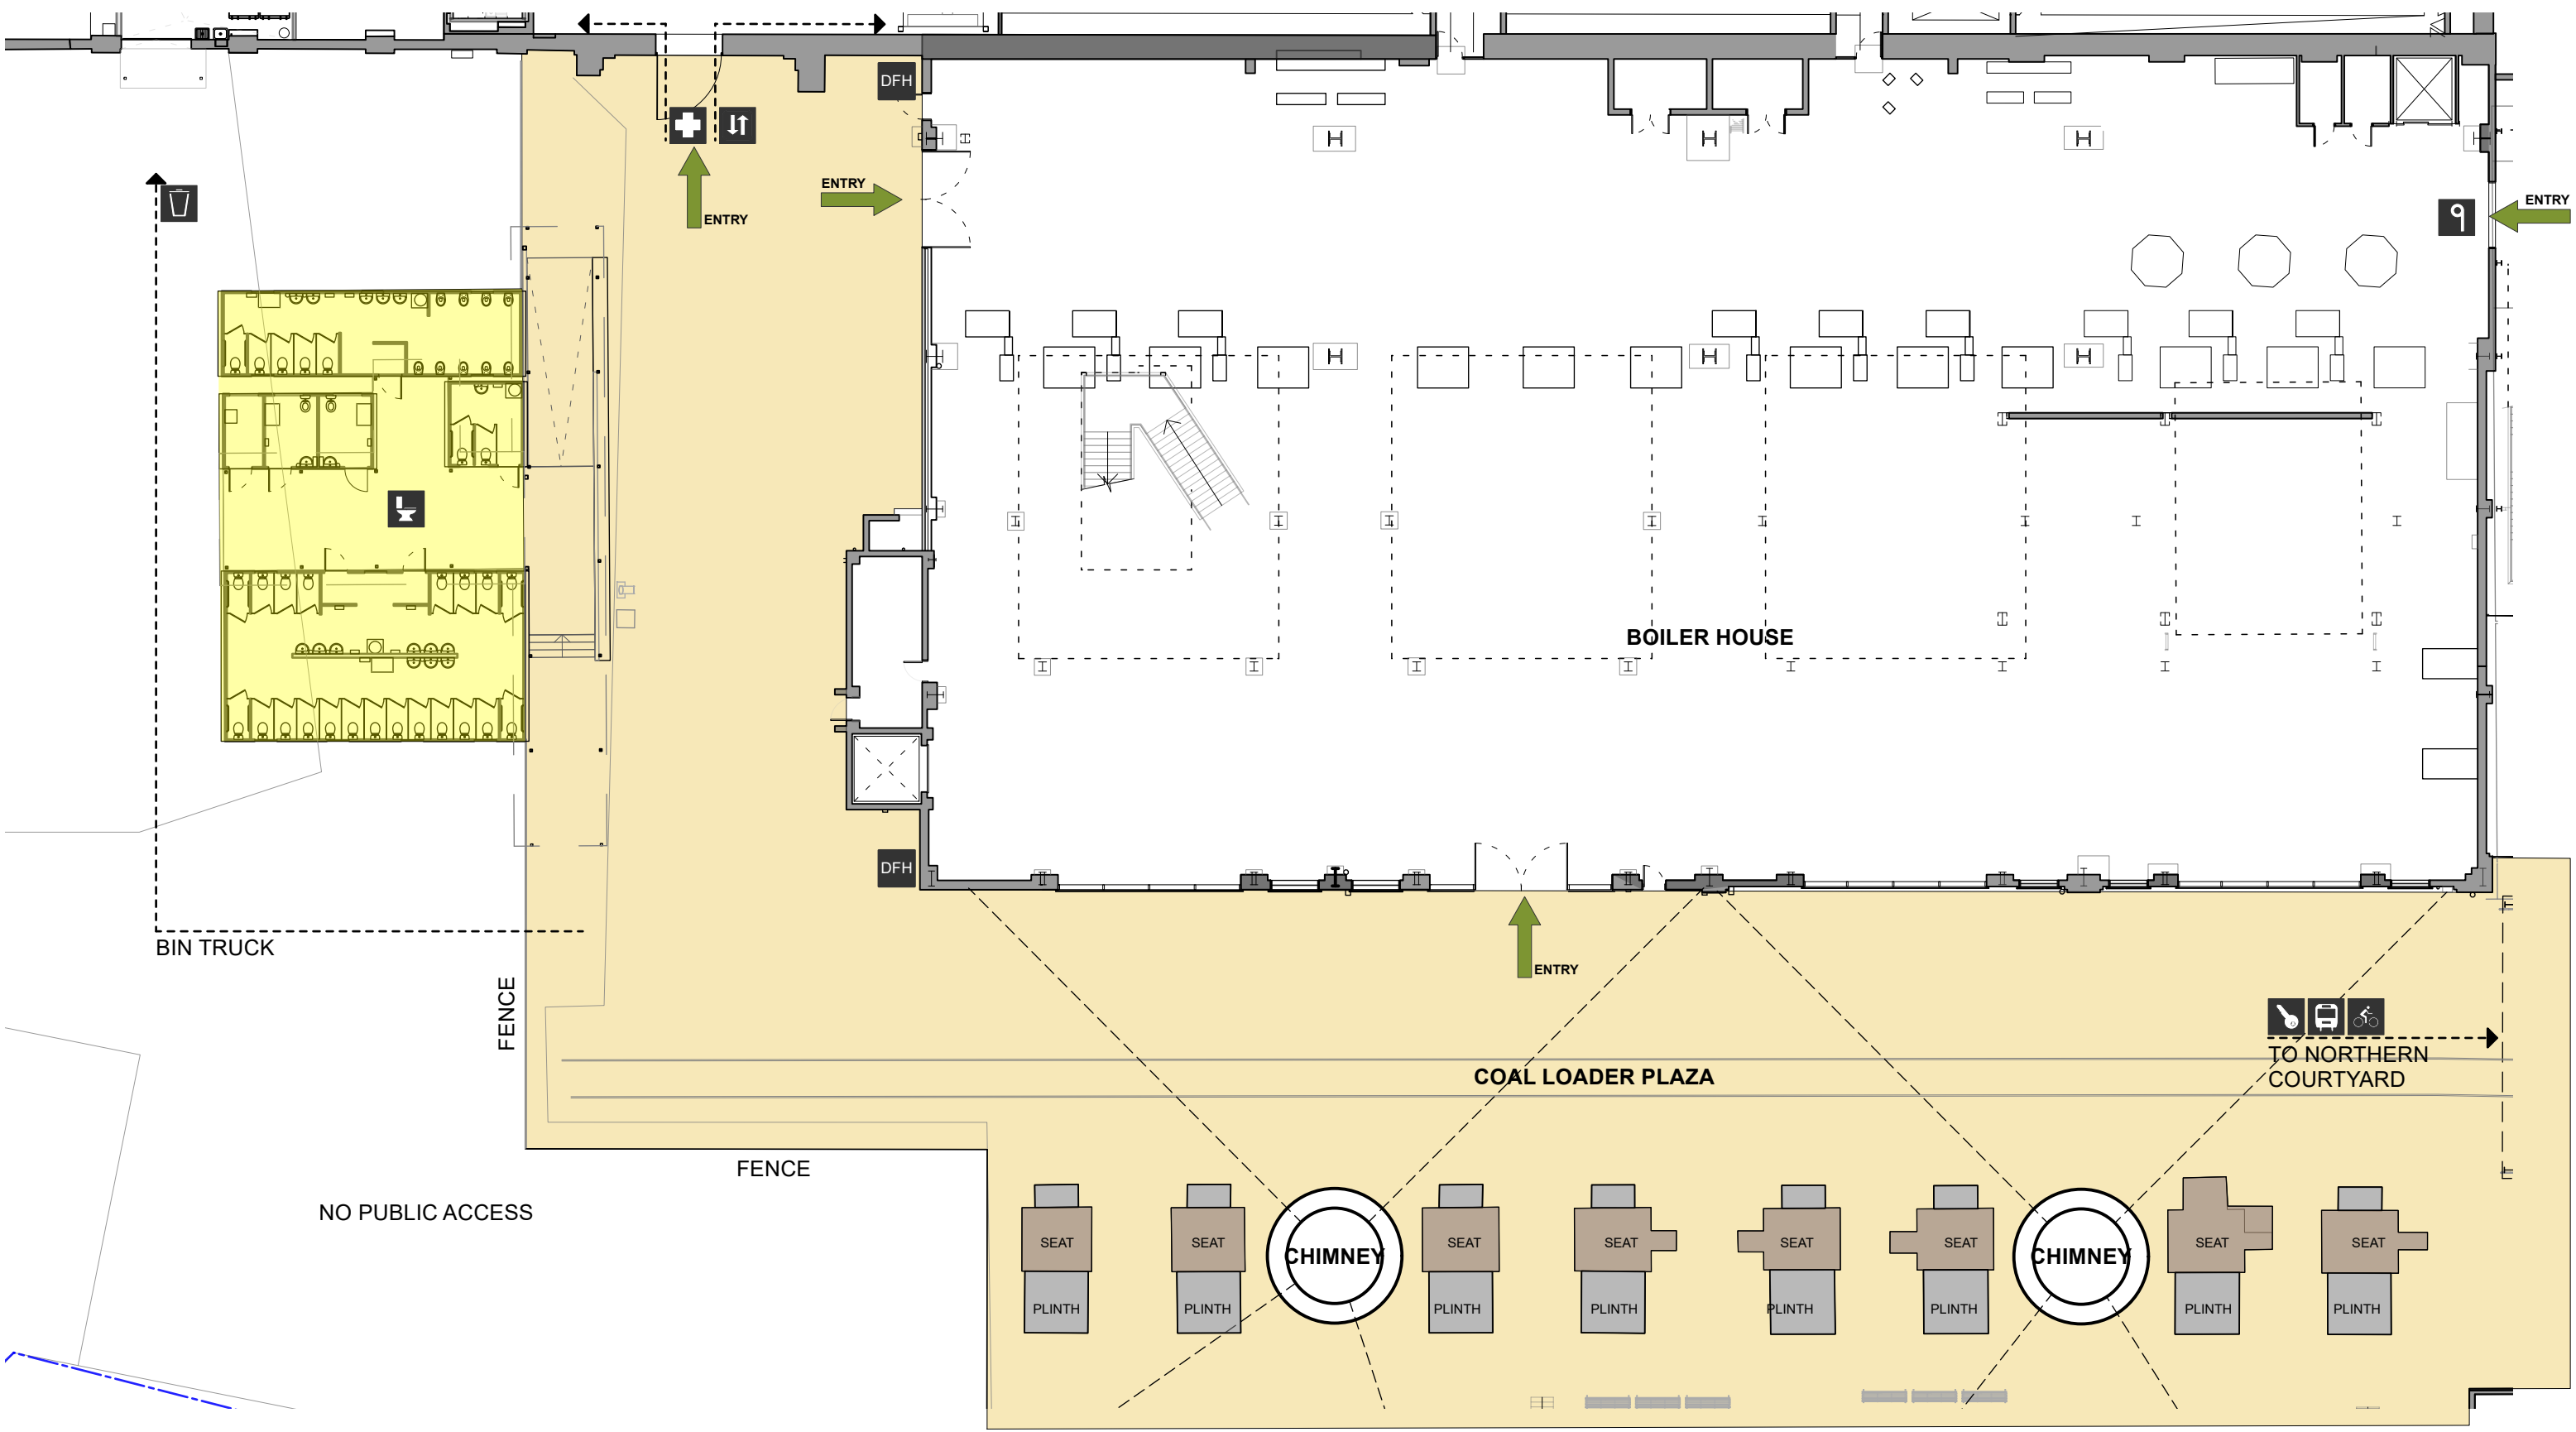 DFH
ENTRY
ENTRY
ENTRY
BOILER HOUSE
DFH
BIN TRUCK
ENTRY
FENCE
TO NORTHERN
COURTYARD
COAL LOADER PLAZA
FENCE
NO PUBLIC ACCESS
SEAT
SEAT
CHIMNEY
SEAT
SEAT
SEAT
SEAT
CHIMNEY
SEAT
SEAT
PLINTH
PLINTH
PLINTH
PLINTH
PLINTH
PLINTH
PLINTH
PLINTH